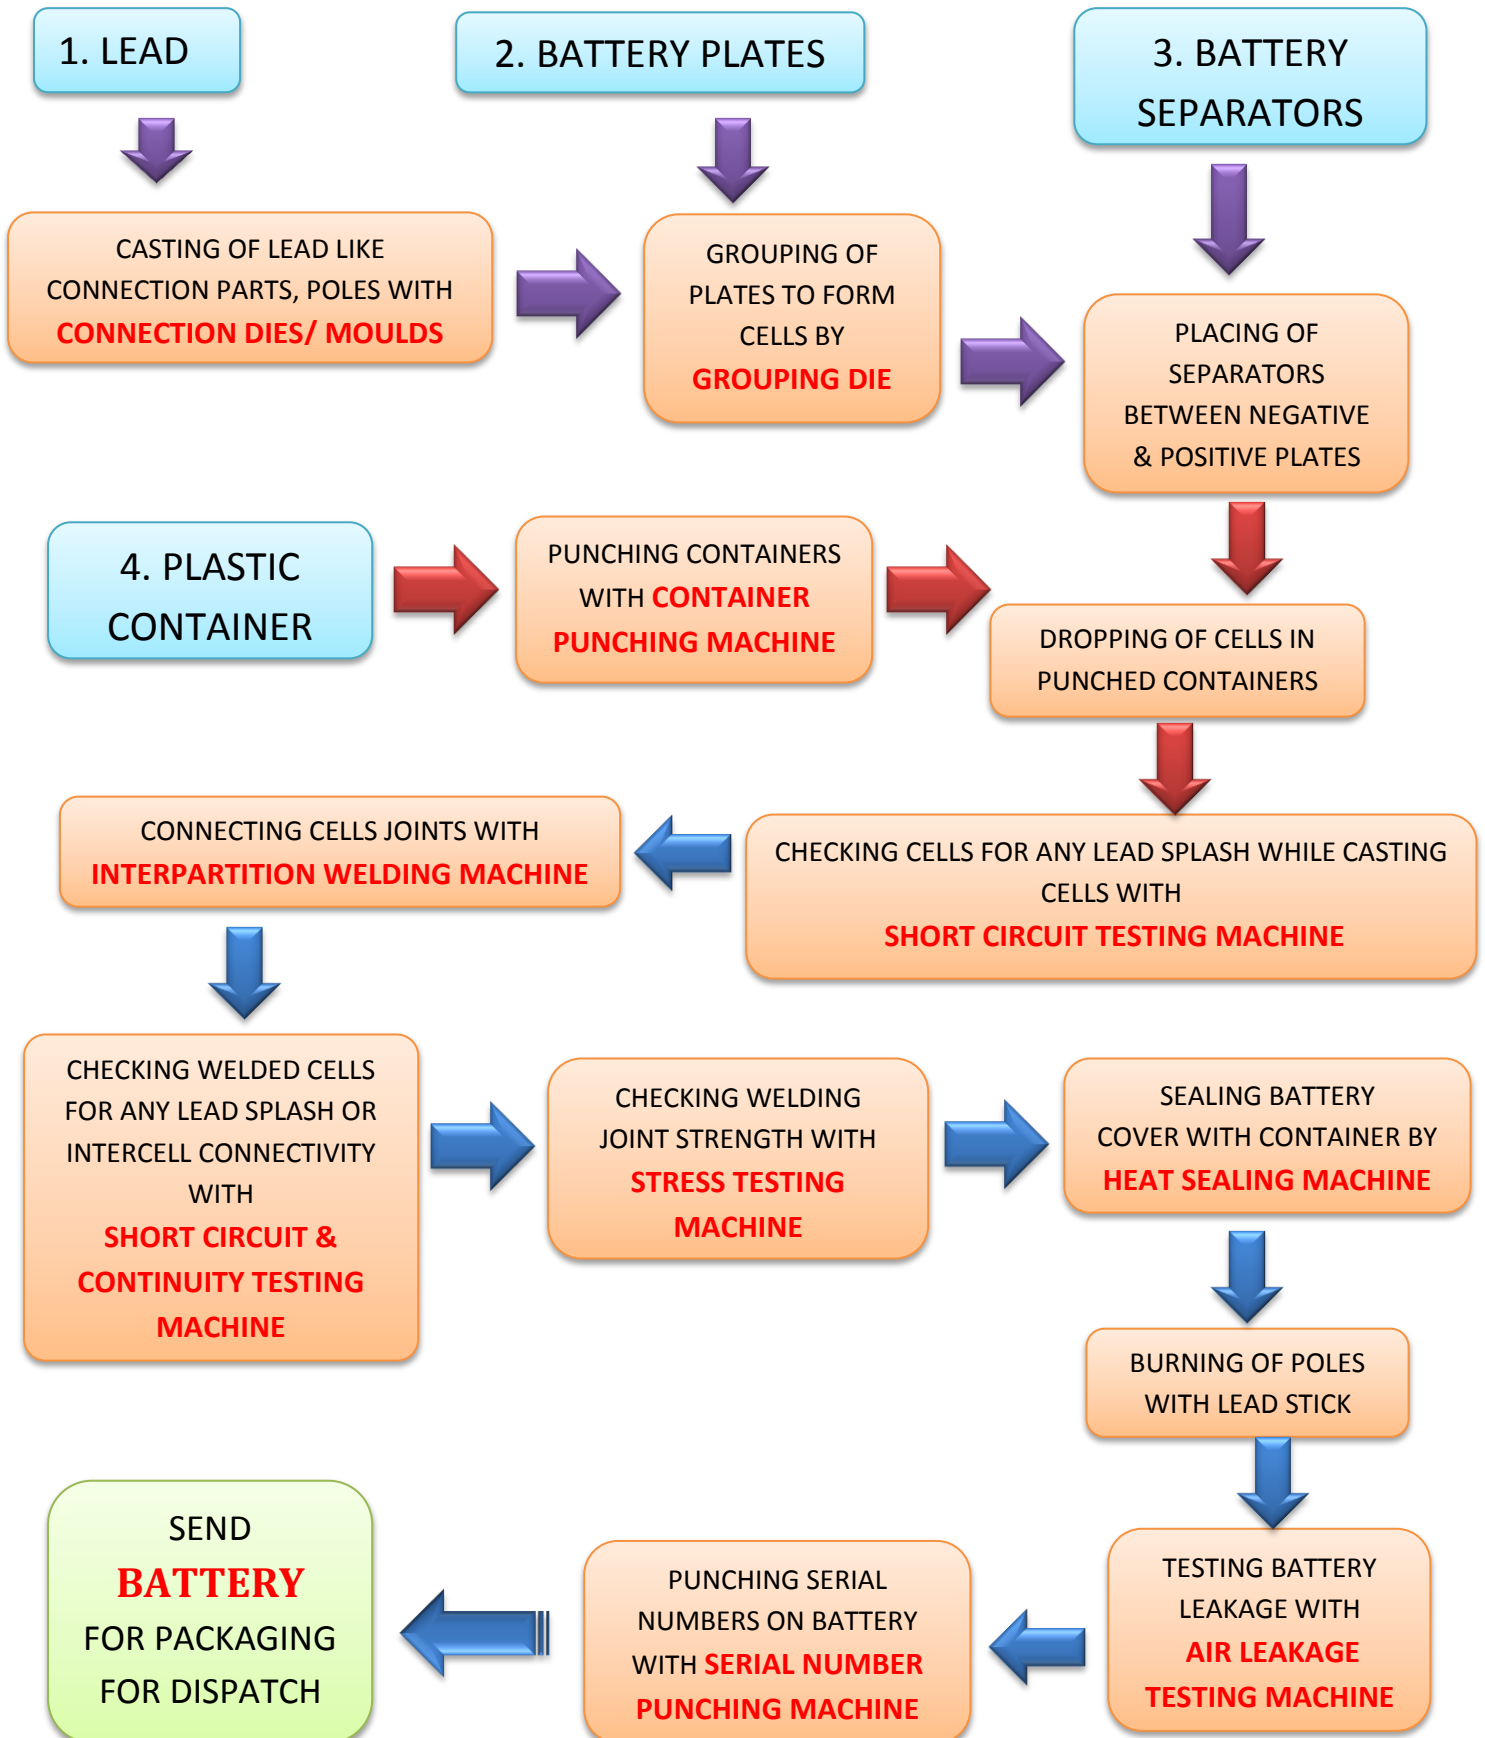 1. LEAD
2. BATTERY PLATES
3. BATTERY
SEPARATORS
CASTING OF LEAD LIKE
CONNECTION PARTS, POLES WITH
CONNECTION DIES/ MOULDS
GROUPING OF
PLATES TO FORM
CELLS BY
GROUPING DIE
PLACING OF
SEPARATORS
BETWEEN NEGATIVE
& POSITIVE PLATES
4. PLASTIC
CONTAINER
PUNCHING CONTAINERS
WITH CONTAINER
PUNCHING MACHINE
DROPPING OF CELLS IN
PUNCHED CONTAINERS
CHECKING CELLS FOR ANY LEAD SPLASH WHILE CASTING
CELLS WITH
SHORT CIRCUIT TESTING MACHINE
CONNECTING CELLS JOINTS WITH
INTERPARTITION WELDING MACHINE
CHECKING WELDED CELLS
FOR ANY LEAD SPLASH OR
INTERCELL CONNECTIVITY
WITH
SHORT CIRCUIT &
CONTINUITY TESTING
MACHINE
CHECKING WELDING
JOINT STRENGTH WITH
STRESS TESTING
MACHINE
SEALING BATTERY
COVER WITH CONTAINER BY
HEAT SEALING MACHINE
BURNING OF POLES
WITH LEAD STICK
TESTING BATTERY
LEAKAGE WITH
AIR LEAKAGE
TESTING MACHINE
PUNCHING SERIAL
NUMBERS ON BATTERY
WITH SERIAL NUMBER
PUNCHING MACHINE
SEND
BATTERY
FOR PACKAGING
FOR DISPATCH